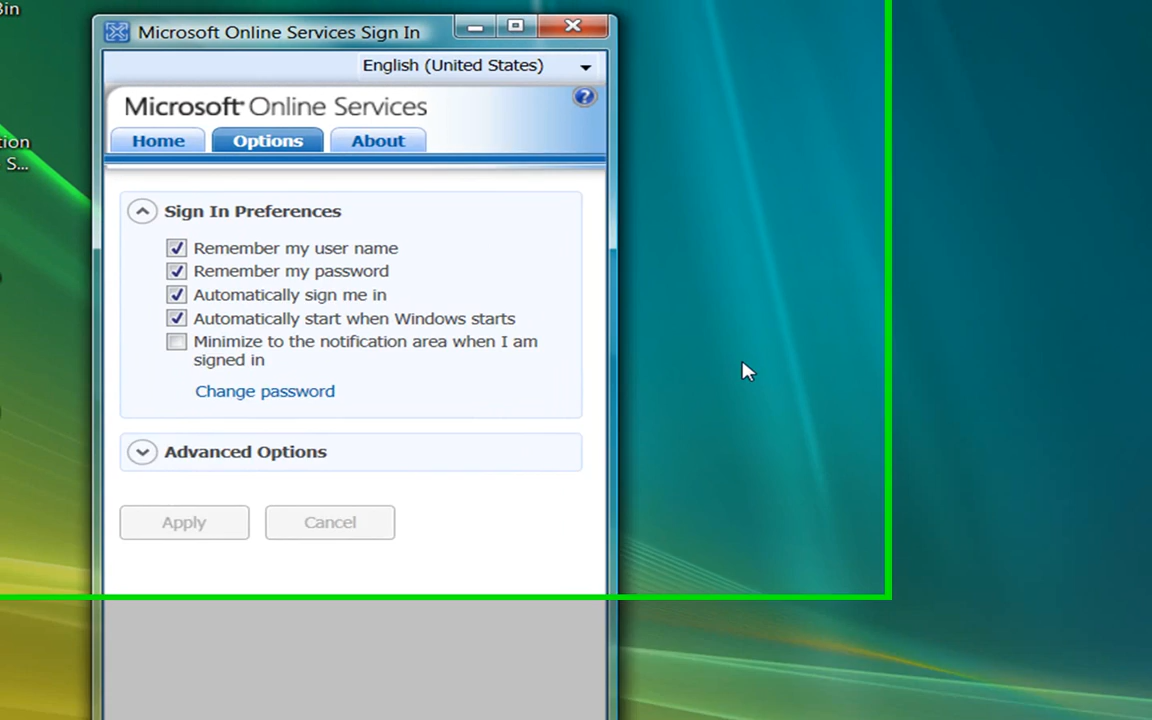 Bin
tion
S...
Microsoft Online Services Sign In
English (United States)
Microsoft Online Services
?
Home Options About
Sign In Preferences
Remember my user name
Remember my password
Automatically sign me in
Automatically start when Windows starts
Minimize to the notification area when I am
signed in
Change password
Advanced Options
Apply Cancel